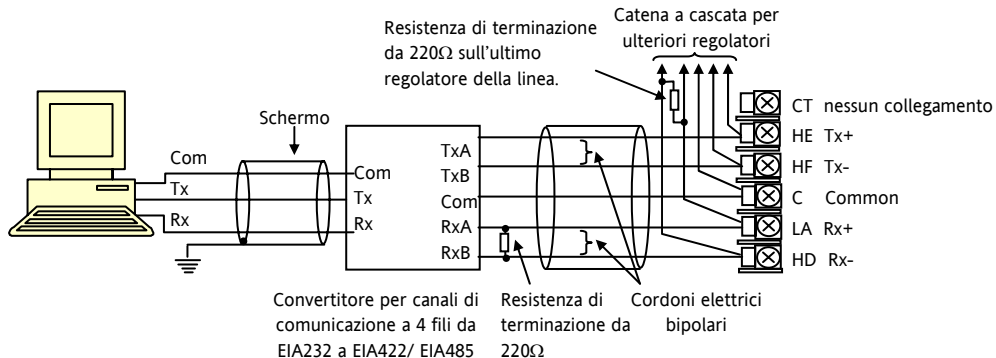 Resistenza di terminazione
da 220Ω sull'ultimo
regolatore della linea.
Catena a cascata per
ulteriori regolatori
Schermo
Com
Tx
Rx
Com
Tx
Rx
TxA
TxB
Com
RxA
RxB
CT nessun collegamento
HE Tx+
HF Tx-
C Common
LA Rx+
HD Rx-
Convertitore per canali di
comunicazione a 4 fili da
EIA232 a EIA422/ EIA485
Resistenza di
terminazione da
220Ω
Cordoni elettrici
bipolari